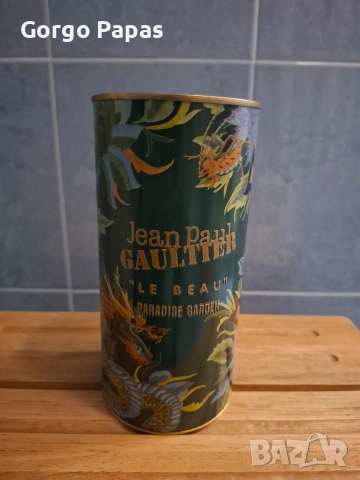 Gorgo Papas
Jean Paul
GAULTIER
"LE BEAU"
PARADISE GARDEN
BAZAR